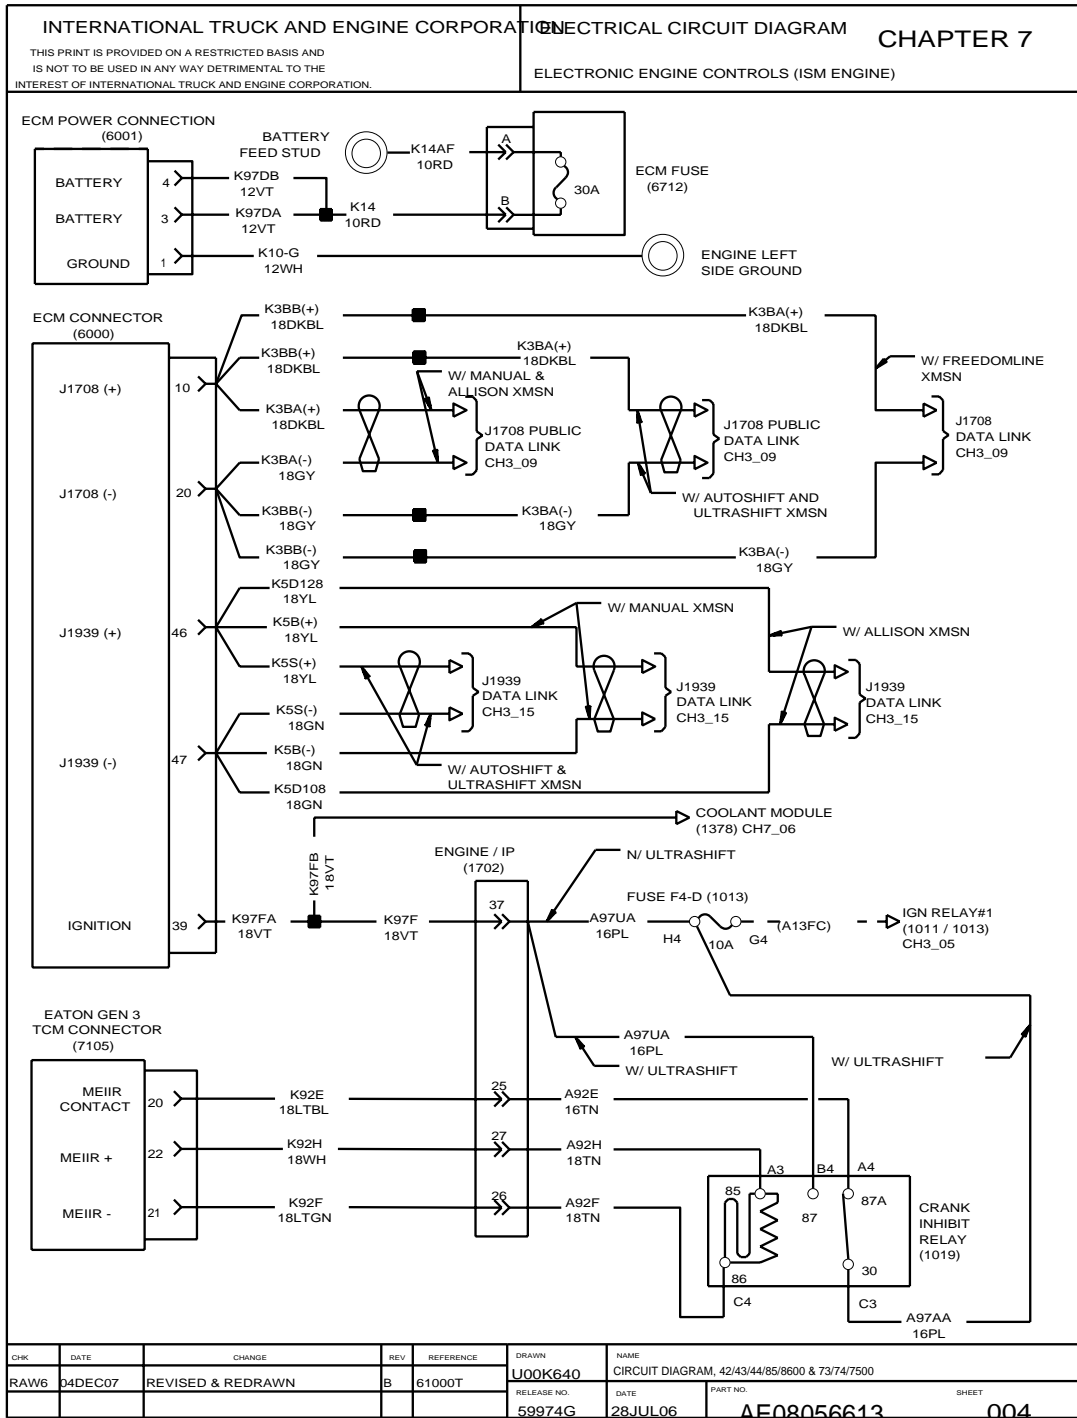 INTERNATIONAL TRUCK AND ENGINE CORPORATION
THIS PRINT IS PROVIDED ON A RESTRICTED BASIS AND
IS NOT TO BE USED IN ANY WAY DETRIMENTAL TO THE
INTEREST OF INTERNATIONAL TRUCK AND ENGINE CORPORATION.
ELECTRICAL CIRCUIT DIAGRAM
CHAPTER 7
ELECTRONIC ENGINE CONTROLS (ISM ENGINE)
ECM POWER CONNECTION
(6001)
BATTERY
FEED STUD
K14AF
10RD
A
B
30A
ECM FUSE
(6712)
BATTERY
4
K97DB
12VT
BATTERY
3
K97DA
12VT
K14
10RD
GROUND
1
K10-G
12WH
ENGINE LEFT
SIDE GROUND
ECM CONNECTOR
(6000)
K3BB(+)
18DKBL
K3BA(+)
18DKBL
K3BB(+)
18DKBL
K3BA(+)
18DKBL
W/ FREEDOMLINE
XMSN
J1708 (+)
10
W/ MANUAL &
ALLISON XMSN
K3BA(+)
18DKBL
J1708 PUBLIC
DATA LINK
CH3_09
J1708 PUBLIC
DATA LINK
CH3_09
J1708
DATA LINK
CH3_09
K3BA(-)
18GY
J1708 (-)
20
W/ AUTOSHIFT AND
ULTRASHIFT XMSN
K3BB(-)
18GY
K3BA(-)
18GY
K3BB(-)
18GY
K3BA(-)
18GY
K5D128
18YL
W/ MANUAL XMSN
K5B(+)
18YL
J1939 (+)
46
W/ ALLISON XMSN
K5S(+)
18YL
J1939
DATA LINK
CH3_15
J1939
DATA LINK
CH3_15
J1939
DATA LINK
CH3_15
K5S(-)
18GN
K5B(-)
18GN
J1939 (-)
47
W/ AUTOSHIFT &
ULTRASHIFT XMSN
K5D108
18GN
COOLANT MODULE
(1378) CH7_06
K97FB
18VT
ENGINE / IP
(1702)
N/ ULTRASHIFT
FUSE F4-D (1013)
IGNITION
39
K97FA
18VT
K97F
18VT
37
A97UA
16PL
H4
10A
G4
(A13FC)
IGN RELAY#1
(1011 / 1013)
CH3_05
EATON GEN 3
TCM CONNECTOR
(7105)
A97UA
16PL
W/ ULTRASHIFT
W/ ULTRASHIFT
MEIIR
CONTACT
20
K92E
18LTBL
25
A92E
16TN
MEIIR +
22
K92H
18WH
27
A92H
18TN
MEIIR -
21
K92F
18LTGN
26
A92F
18TN
A3
B4
A4
85
87
87A
86
30
C4
C3
CRANK
INHIBIT
RELAY
(1019)
A97AA
16PL
CHK
DATE
CHANGE
REV
REFERENCE
DRAWN
NAME
RAW6
04DEC07
REVISED & REDRAWN
B
61000T
U00K640
CIRCUIT DIAGRAM, 42/43/44/85/8600 & 73/74/7500
RELEASE NO.
DATE
PART NO.
SHEET
59974G
28JUL06
AE08056613
004